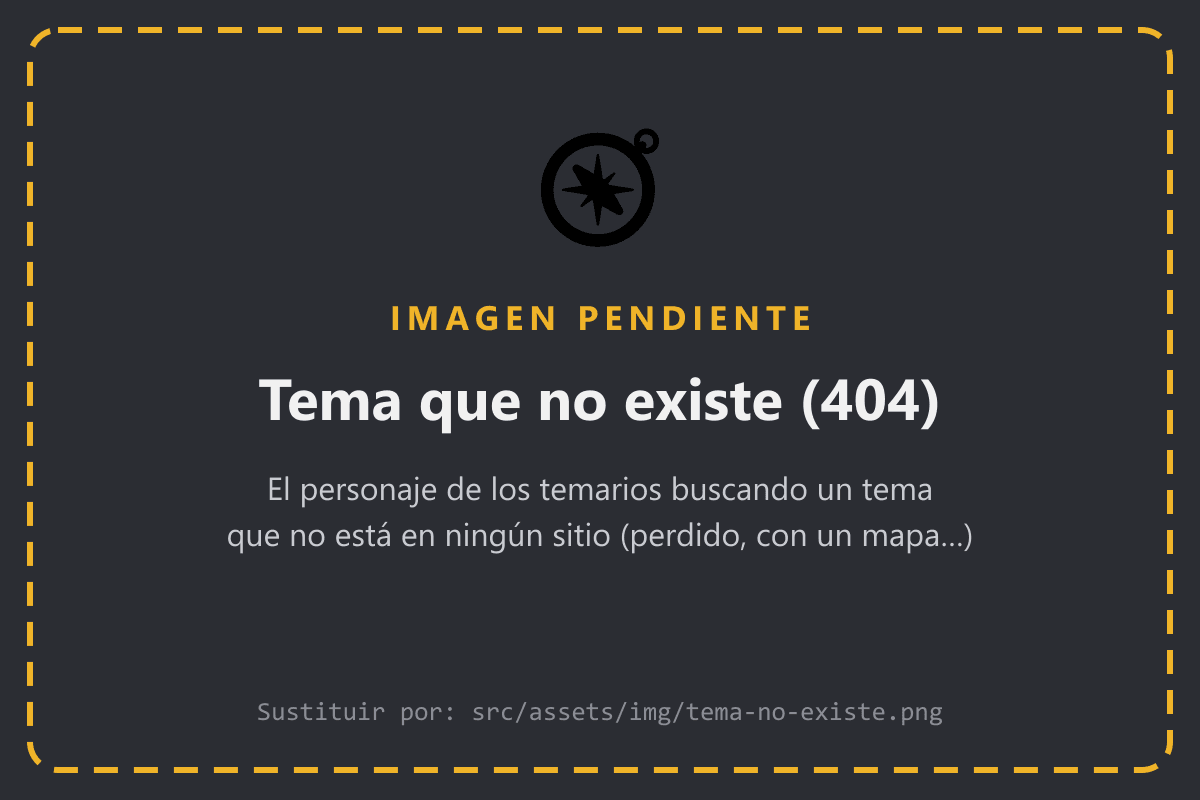 IMAGEN PENDIENTE
Tema que no existe (404)
El personaje de los temarios buscando un tema
que no está en ningún sitio (perdido, con un mapa…)
Sustituir por: src/assets/img/tema-no-existe.png